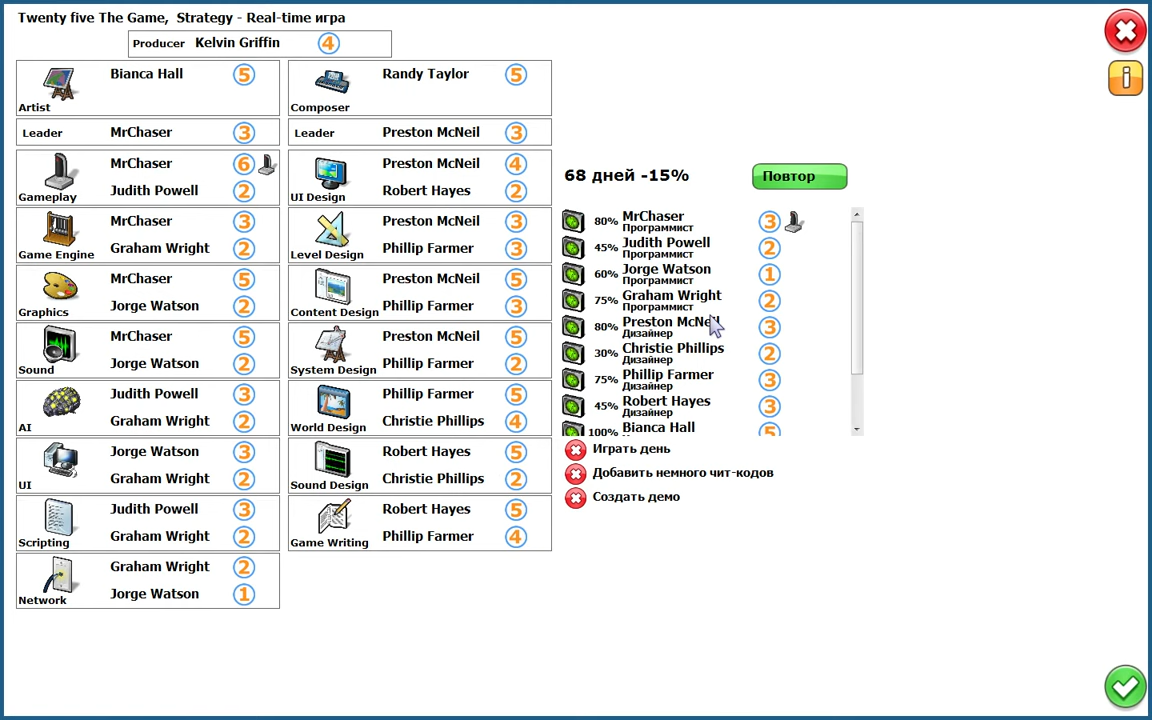 Twenty five The Game, Strategy - Real-time игра
Producer Kelvin Griffin 4
Bianca Hall 5
Artist
Randy Taylor 5
Composer
Leader MrChaser 3
Leader Preston McNeil 3
MrChaser 6
Judith Powell 2
Gameplay
Preston McNeil 4
Robert Hayes 2
UI Design
MrChaser 3
Graham Wright 2
Game Engine
Preston McNeil 3
Phillip Farmer 3
Level Design
MrChaser 5
Jorge Watson 2
Graphics
Preston McNeil 5
Phillip Farmer 3
Content Design
MrChaser 5
Jorge Watson 2
Sound
Preston McNeil 5
Phillip Farmer 2
System Design
Judith Powell 3
Graham Wright 2
AI
Phillip Farmer 5
Christie Phillips 4
World Design
Jorge Watson 3
Graham Wright 2
UI
Robert Hayes 5
Christie Phillips 2
Sound Design
Judith Powell 3
Graham Wright 2
Scripting
Robert Hayes 5
Phillip Farmer 4
Game Writing
Graham Wright 2
Jorge Watson 1
Network
68 дней -15%
Повтор
80% MrChaser 3
Программист
45% Judith Powell 2
Программист
60% Jorge Watson 1
Программист
75% Graham Wright 2
Программист
80% Preston McNeil 3
Дизайнер
30% Christie Phillips 2
Дизайнер
75% Phillip Farmer 3
Дизайнер
45% Robert Hayes 3
Дизайнер
100% Bianca Hall 5
Играть день
Добавить немного чит-кодов
Создать демо
i